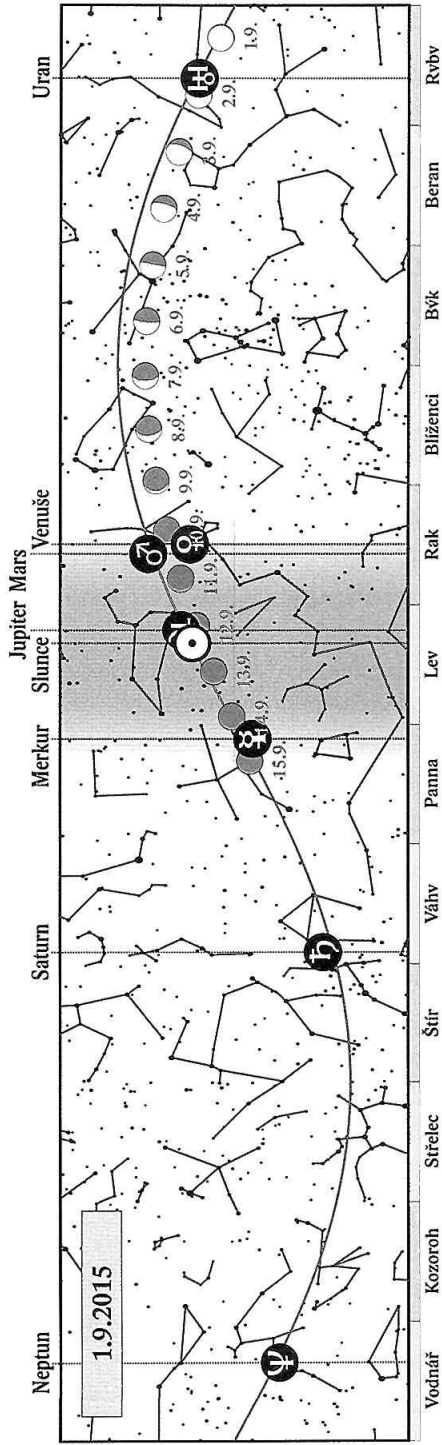 Jupiter Mars
Neptun Saturn Merkur Slunce Venuše Uran
1.9.2015
15.9. 14.9. 13.9. 12.9. 11.9. 10.9. 9.9. 8.9. 7.9. 6.9. 5.9. 4.9. 3.9. 2.9. 1.9.
Vodnář Kozoroh Střelec Štír Váhy Panna Lev Rak Blíženci Býk Beran Ryby